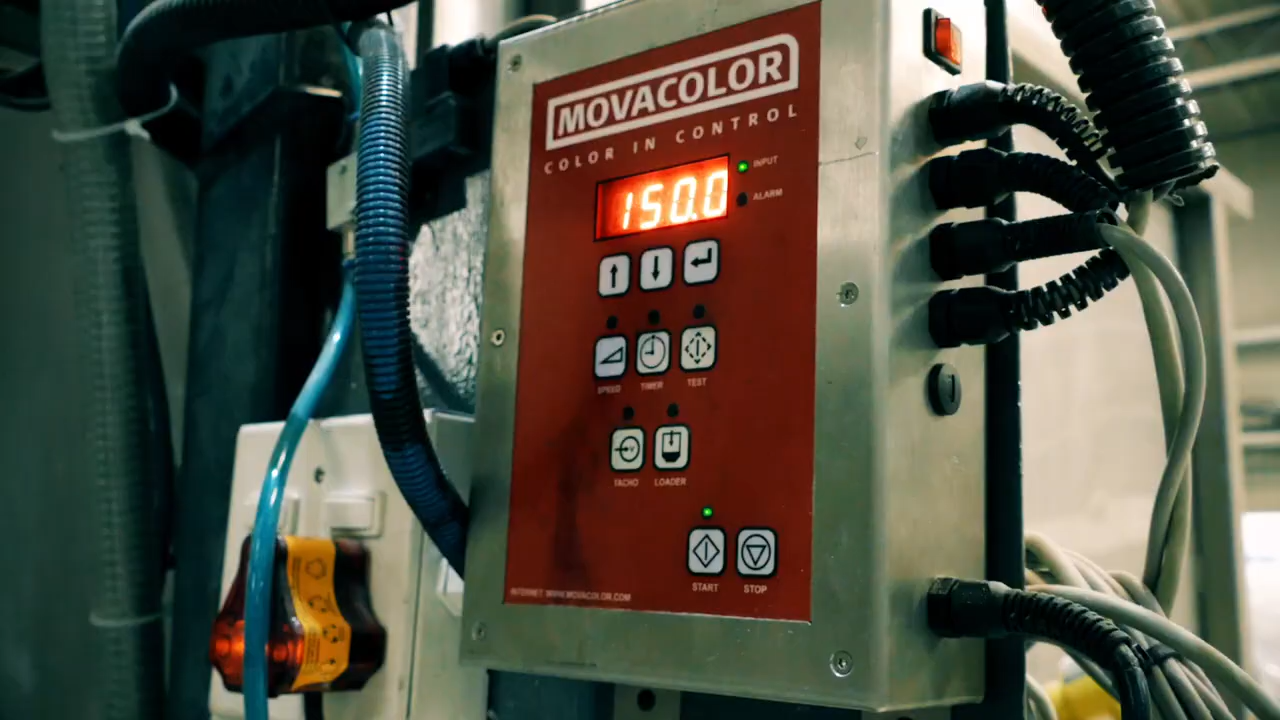 MOVACOLOR
COLOR IN CONTROL
150.0
INPUT
ALARM
SPEED TIMER TEST
TACHO LOADER
START STOP
INTERNET: WWW.MOVACOLOR.COM